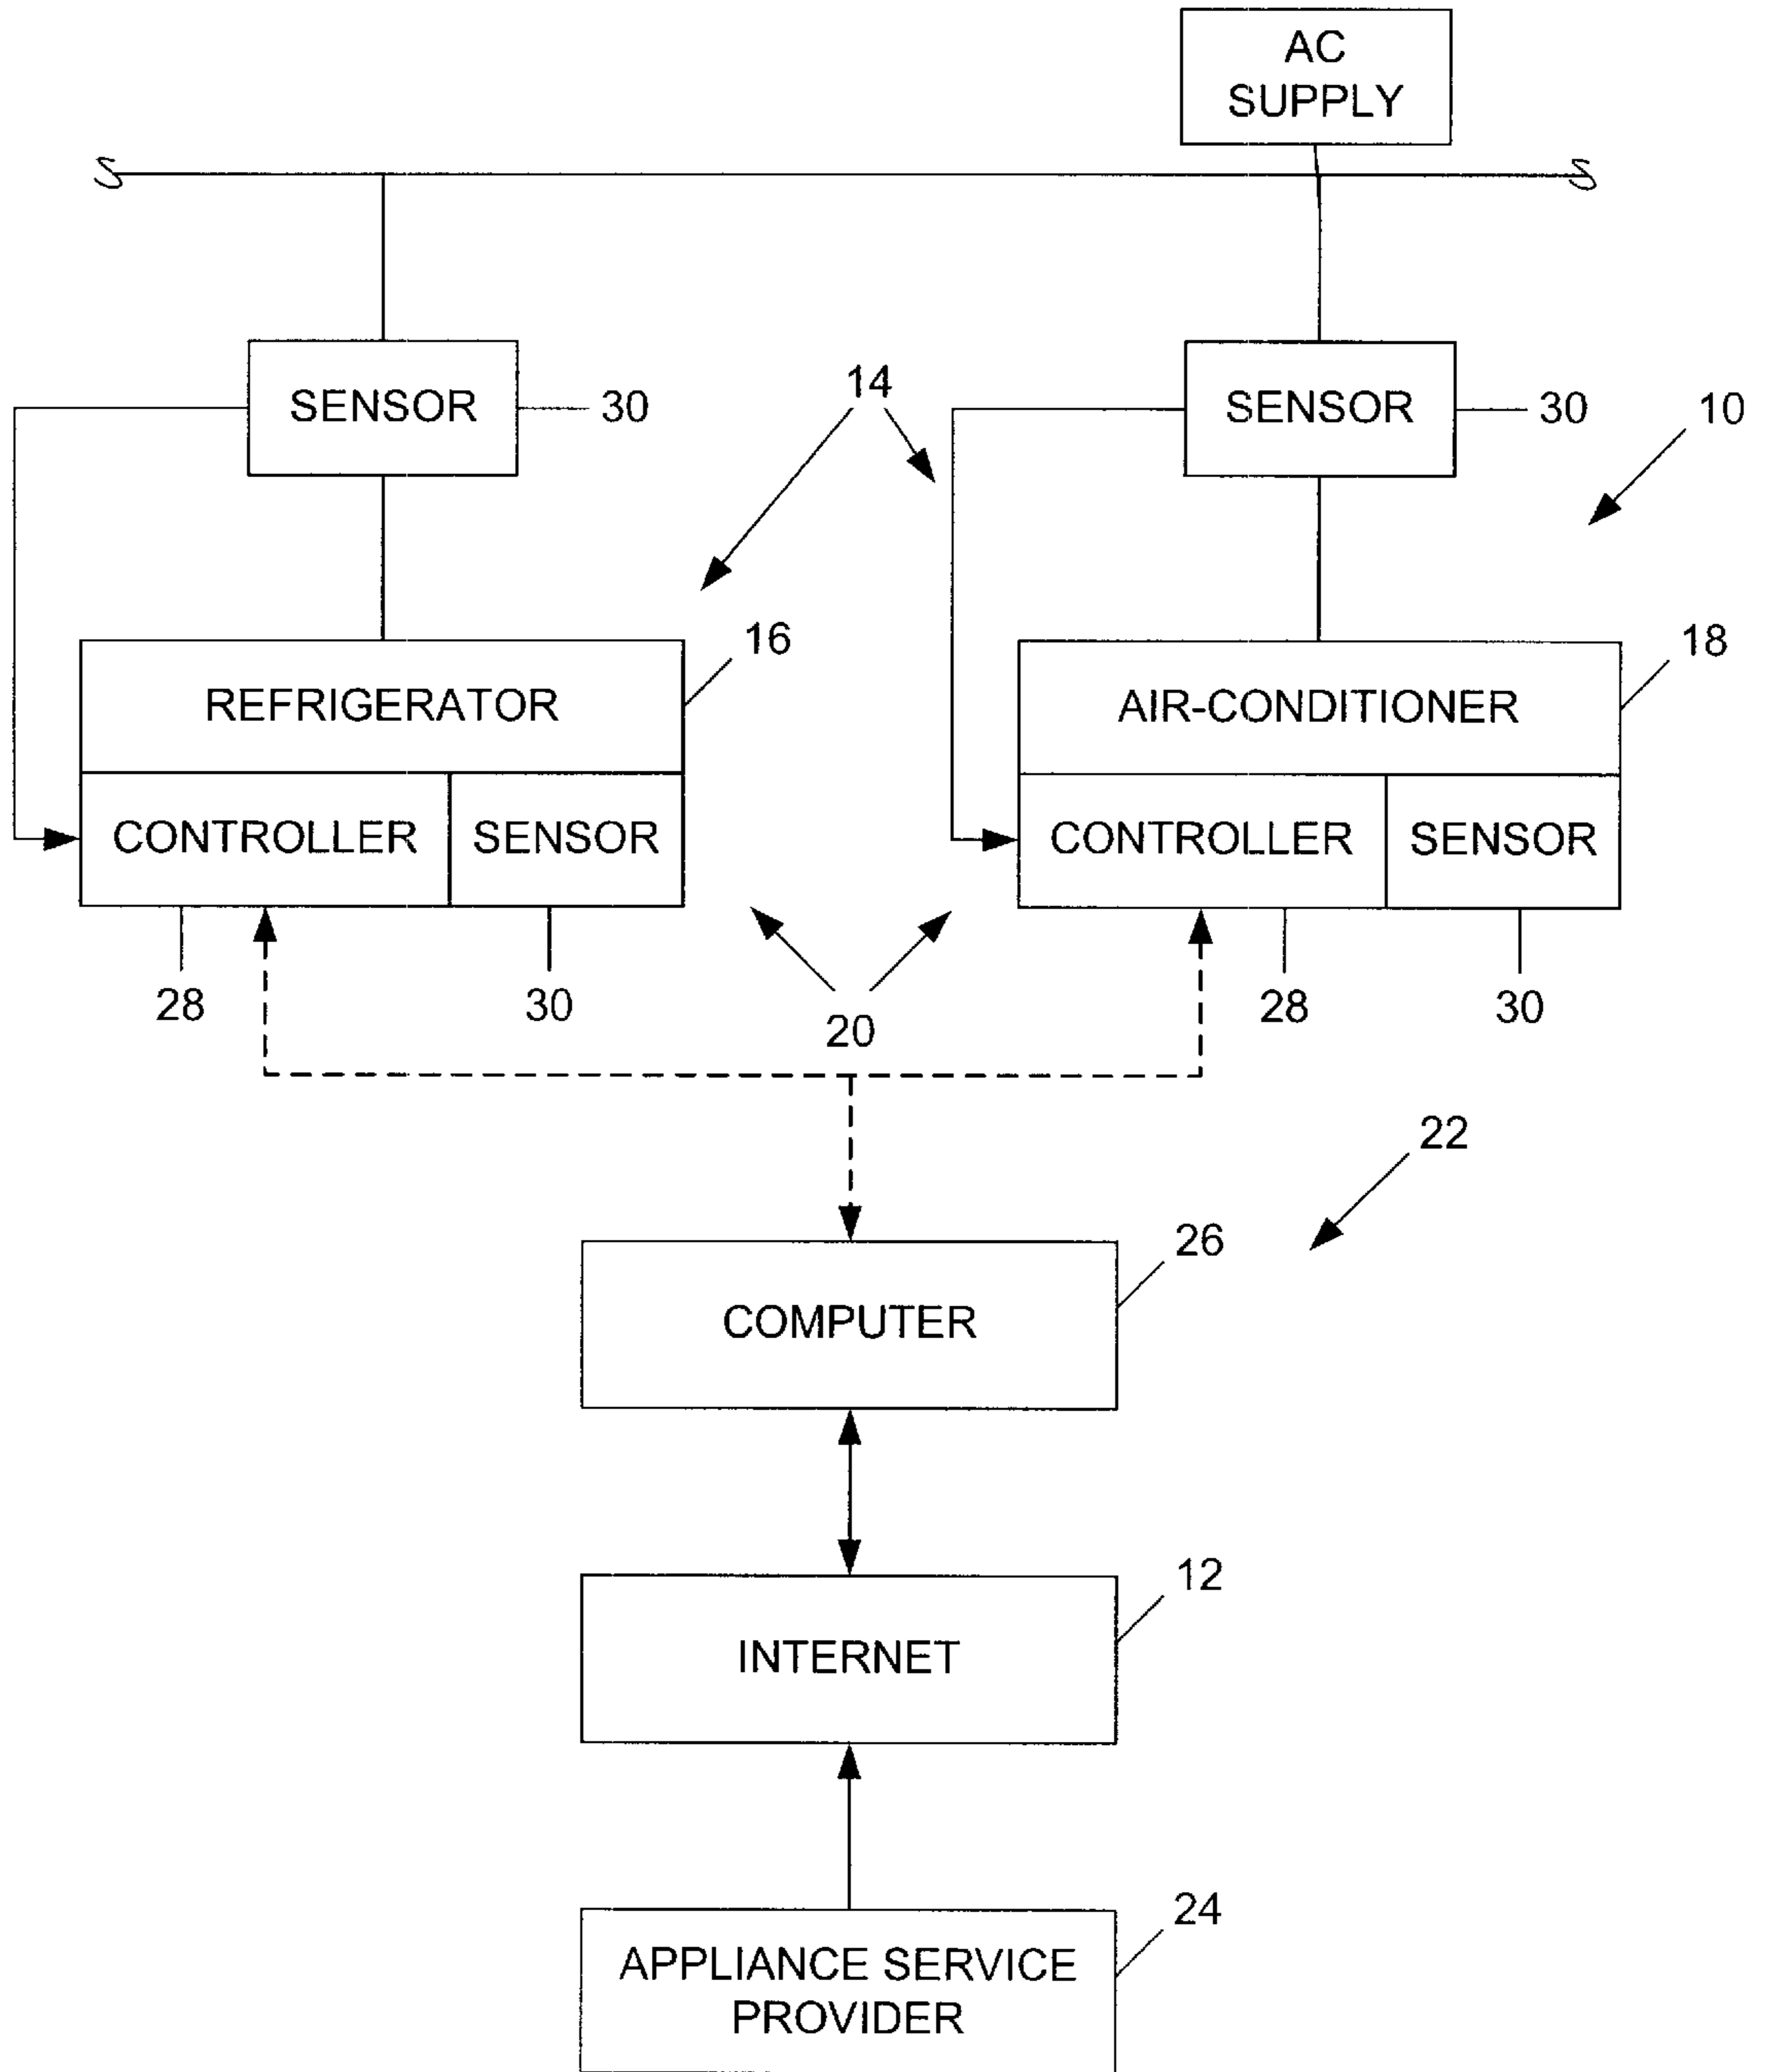 AC
SUPPLY
14
SENSOR
30
SENSOR
30
10
16
18
REFRIGERATOR
AIR-CONDITIONER
CONTROLLER
SENSOR
CONTROLLER
SENSOR
28
30
20
28
30
22
26
COMPUTER
12
INTERNET
24
APPLIANCE SERVICE
PROVIDER